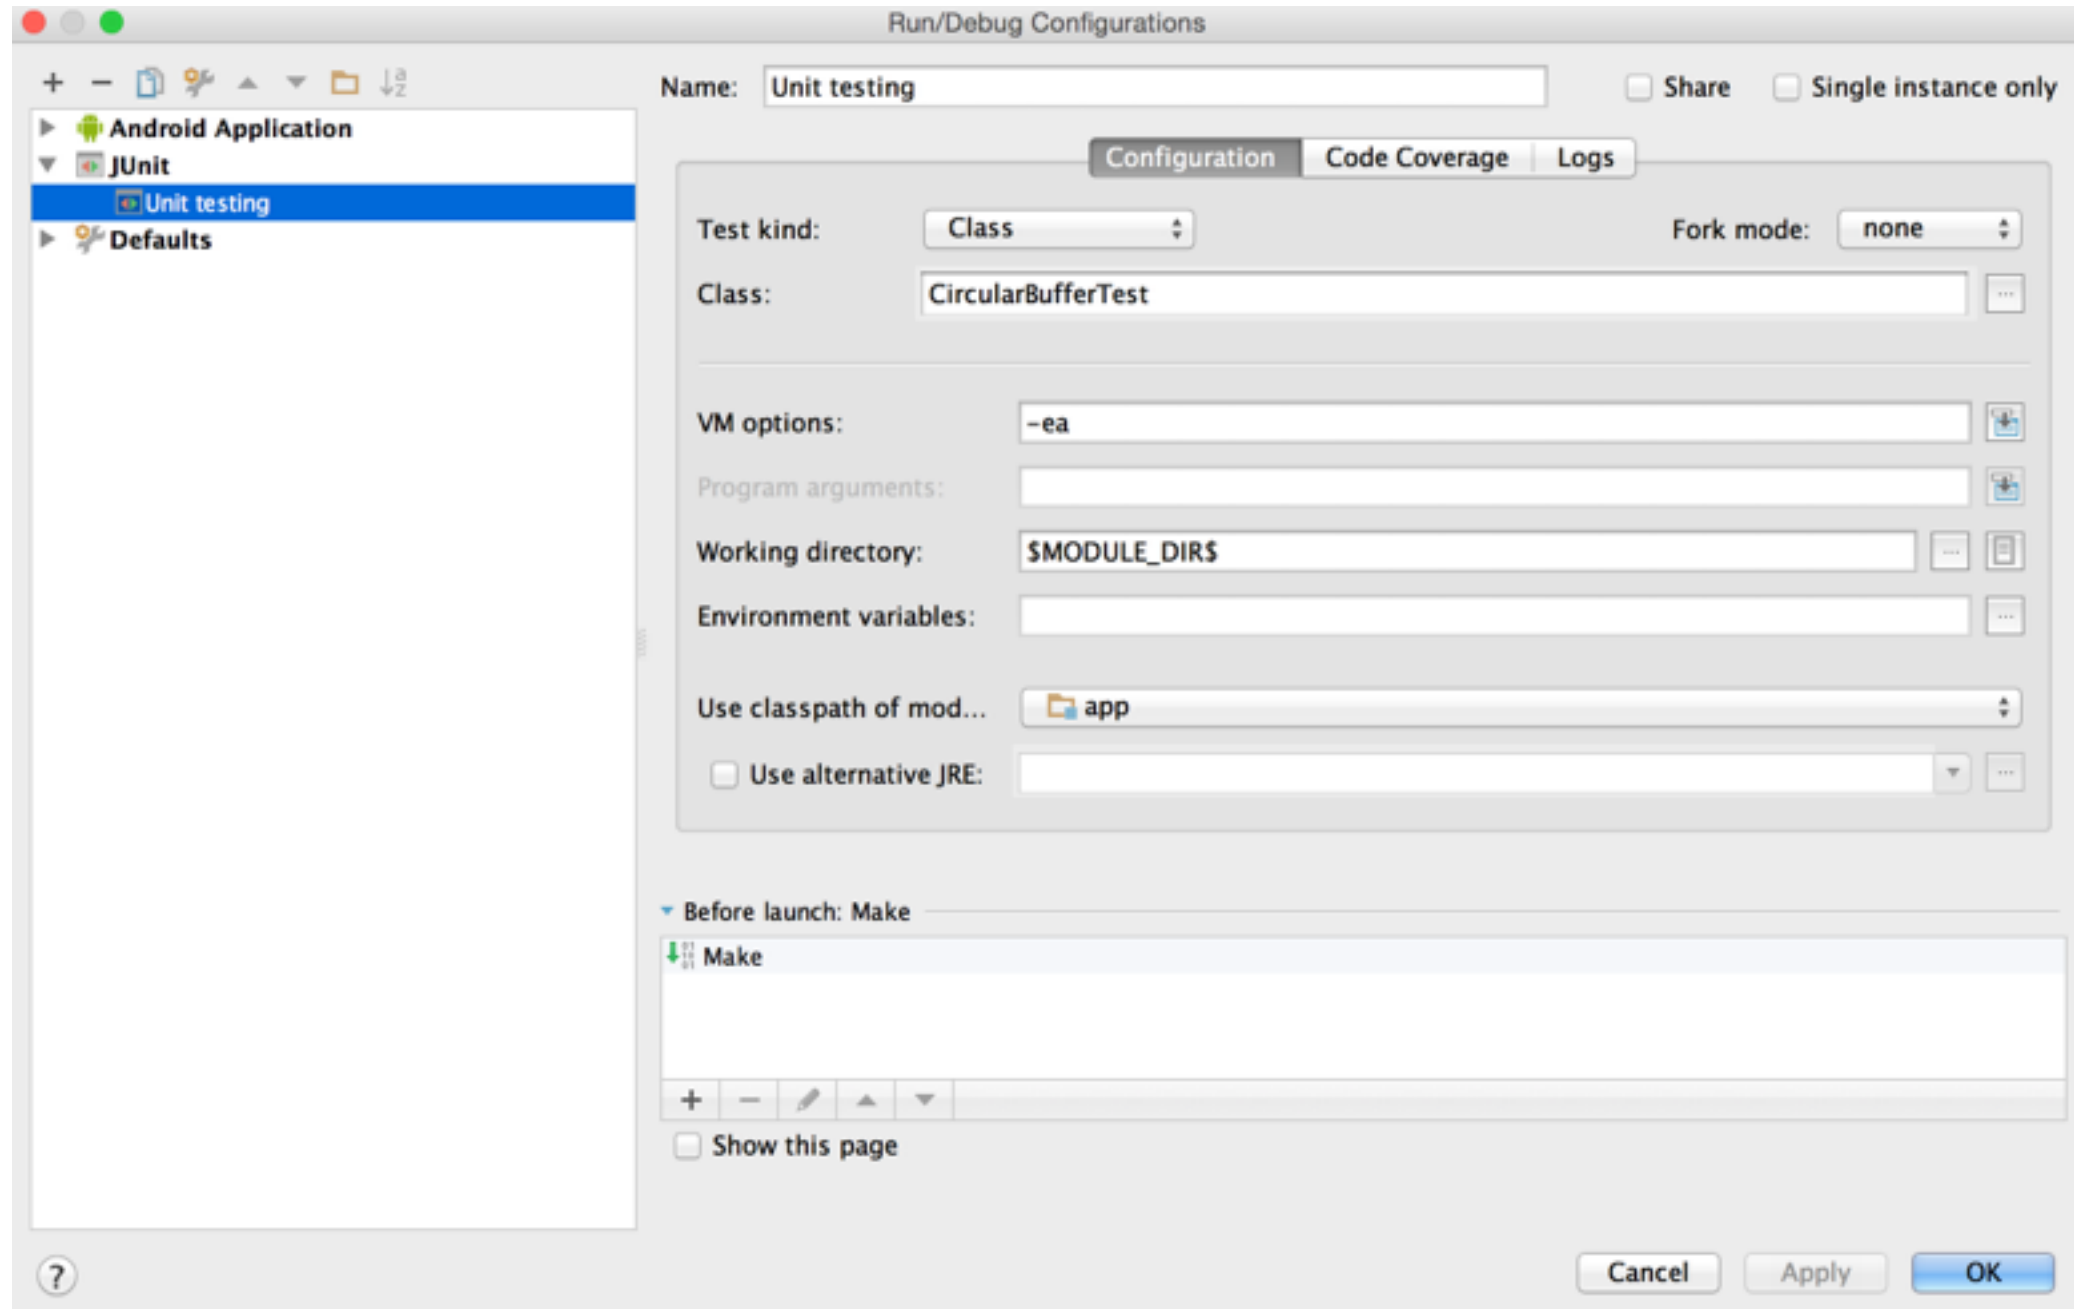 Run/Debug Configurations
Name: Unit testing Share Single instance only
Android Application
JUnit
Unit testing
Defaults
Configuration Code Coverage Logs
Test kind: Class Fork mode: none
Class: CircularBufferTest ...
VM options: -ea
Program arguments:
Working directory: $MODULE_DIR$ ...
Environment variables: ...
Use classpath of mod... app
Use alternative JRE: ...
Before launch: Make
Make
Show this page
? Cancel Apply OK